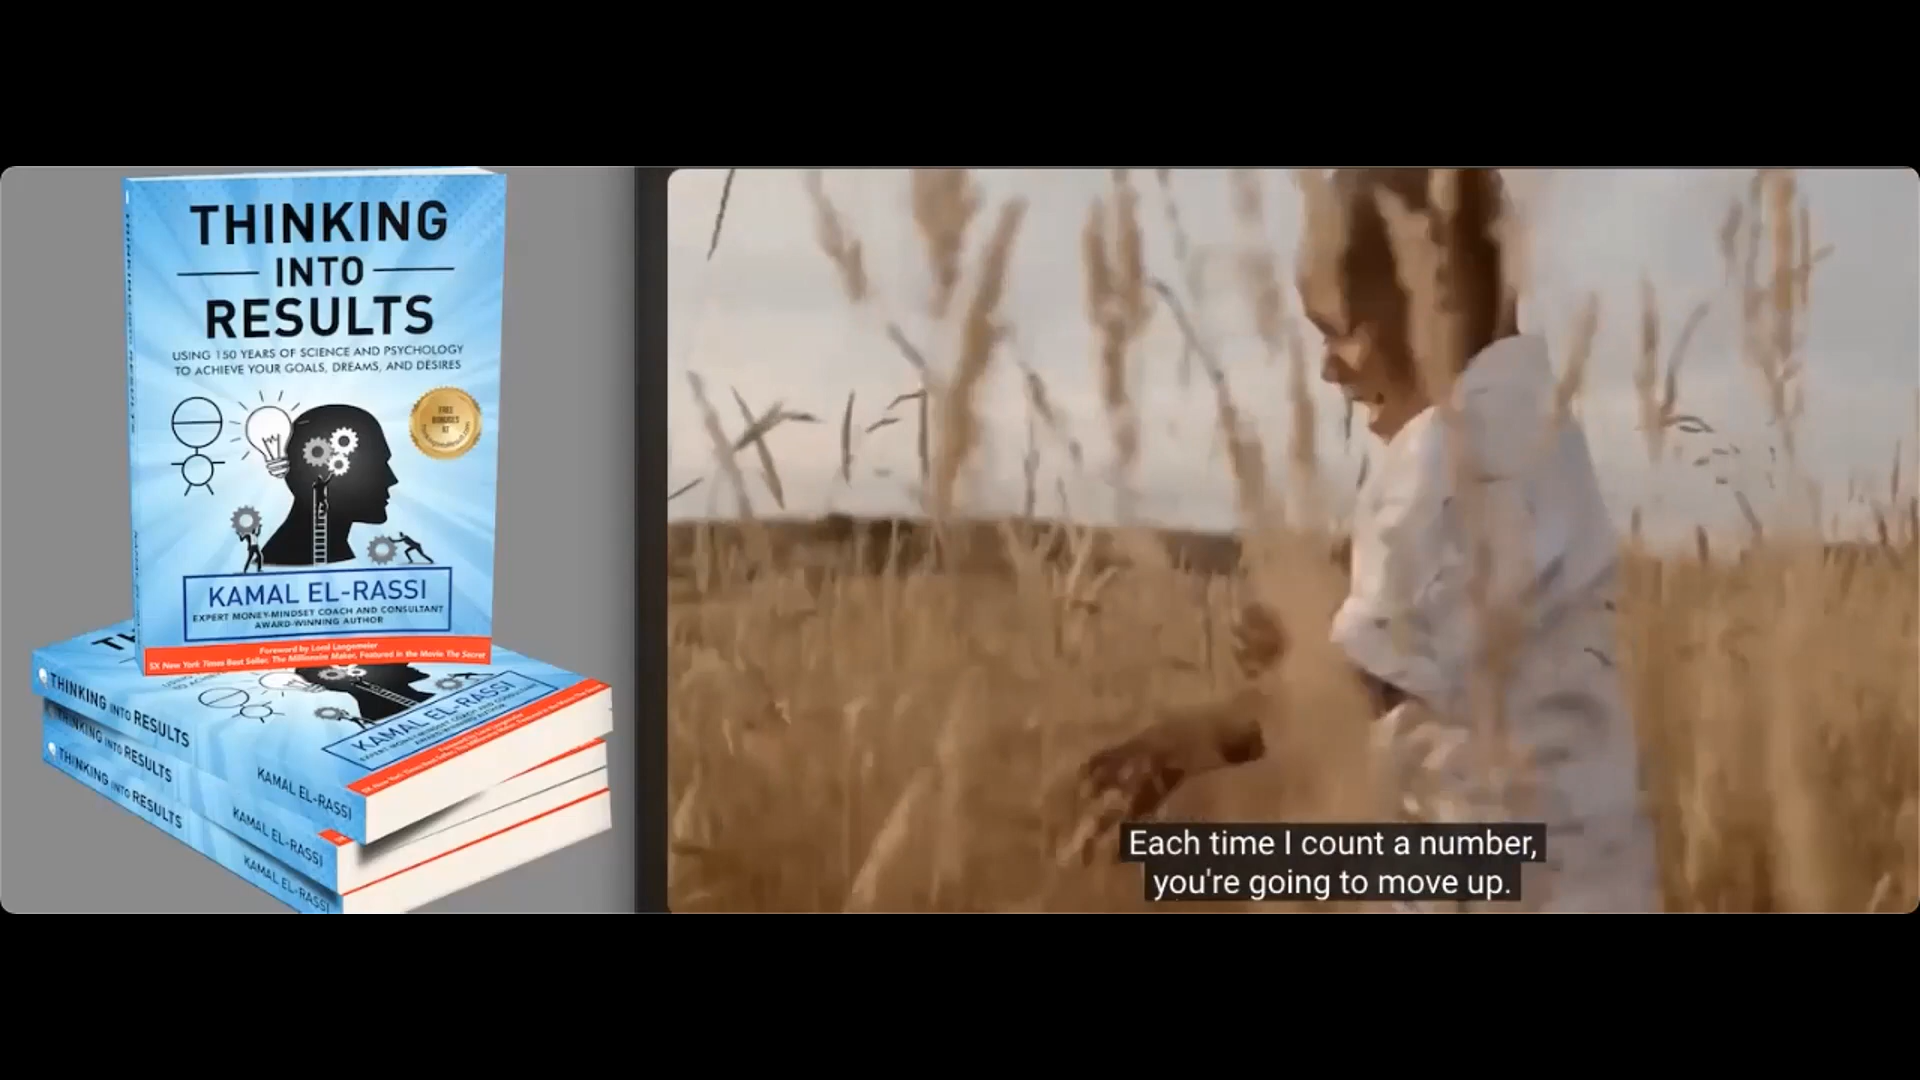 THINKING
INTO
RESULTS
USING 150 YEARS OF SCIENCE AND PSYCHOLOGY
TO ACHIEVE YOUR GOALS, DREAMS, AND DESIRES
FREE
BONUSES
AT
KAMAL EL-RASSI
EXPERT MONEY-MINDSET COACH AND CONSULTANT
AWARD-WINNING AUTHOR
Foreword by Loral Langemeier
5X New York Times Best Seller, The Millionaire Maker, Featured in the Movie The Secret
KAMAL EL-RASSI
THINKING INTO RESULTS
KAMAL EL-RASSI
THINKING INTO RESULTS
KAMAL EL-RASSI
THINKING INTO RESULTS
KAMAL EL-RASSI
Each time I count a number,
you're going to move up.